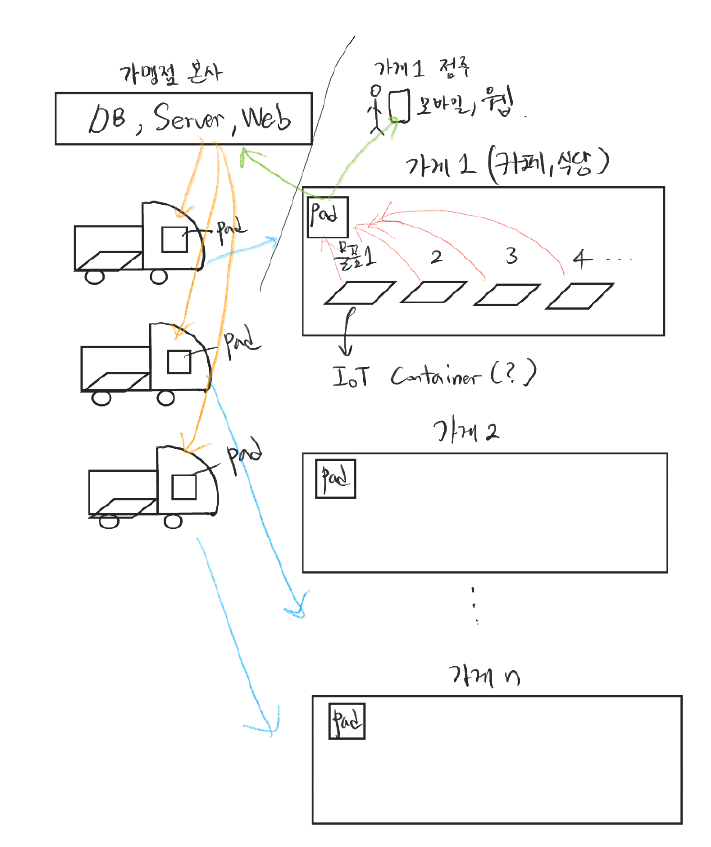 가맹점 본사
DB, Server, Web
가게 1 점주
모바일, 웹.
가게 1 (카페, 식당)
pad
pad
1
2
3
4 ...
IoT Container (?)
pad
가게 2
pad
pad
가게 n
pad